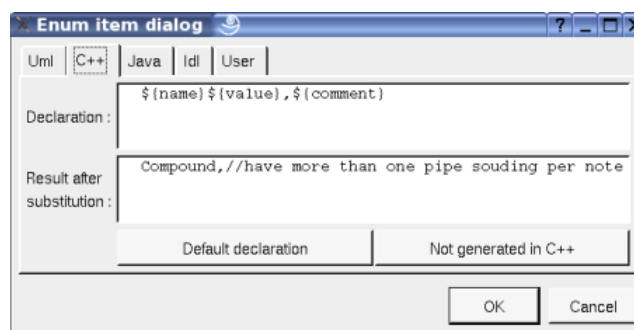 Enum item dialog
Uml C++ Java Idl User
Declaration :
${name}${value},${comment}
Result after
substitution :
Compound,//have more than one pipe souding per note
Default declaration Not generated in C++
OK Cancel